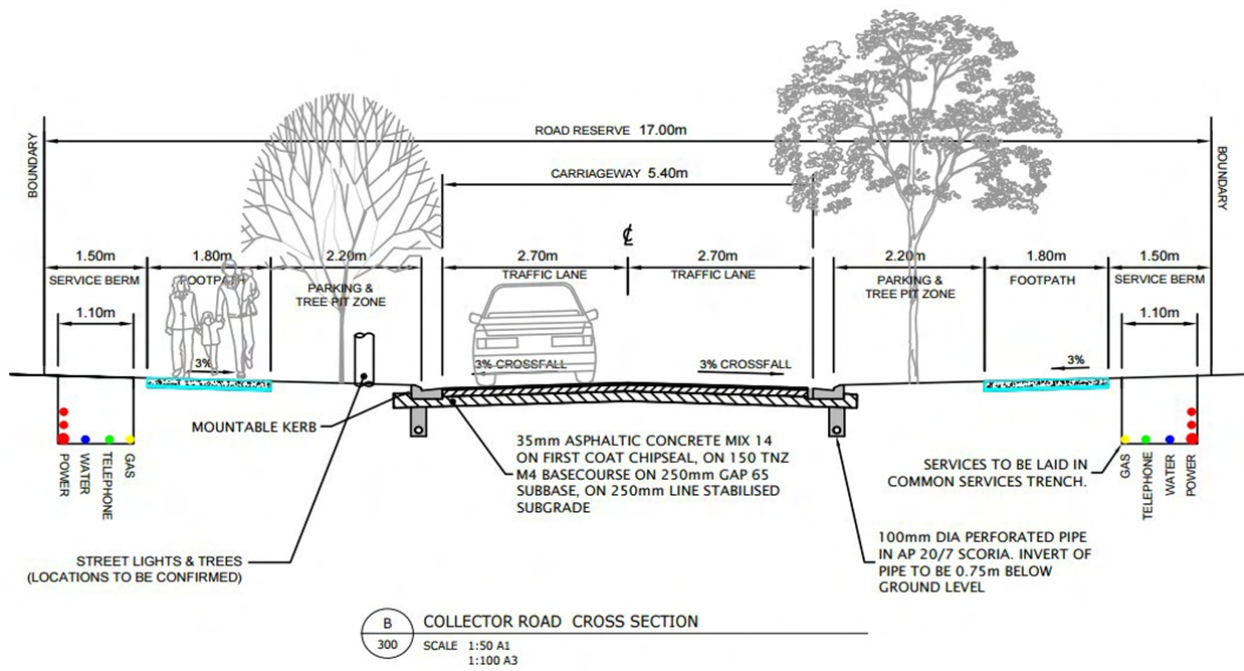 ROAD RESERVE 17.00m
BOUNDARY
BOUNDARY
CARRIAGEWAY 5.40m
℄
1.50m
1.80m
2.20m
2.70m
2.70m
2.20m
1.80m
1.50m
SERVICE BERM
FOOTPATH
PARKING &
TREE PIT ZONE
TRAFFIC LANE
TRAFFIC LANE
PARKING &
TREE PIT ZONE
FOOTPATH
SERVICE BERM
1.10m
1.10m
3%
3% CROSSFALL
3% CROSSFALL
3%
MOUNTABLE KERB
35mm ASPHALTIC CONCRETE MIX 14
ON FIRST COAT CHIPSEAL, ON 150 TNZ
M4 BASECOURSE ON 250mm GAP 65
SUBBASE, ON 250mm LINE STABILISED
SUBGRADE
POWER
WATER
TELEPHONE
GAS
SERVICES TO BE LAID IN
COMMON SERVICES TRENCH.
GAS
TELEPHONE
WATER
POWER
STREET LIGHTS & TREES
(LOCATIONS TO BE CONFIRMED)
100mm DIA PERFORATED PIPE
IN AP 20/7 SCORIA. INVERT OF
PIPE TO BE 0.75m BELOW
GROUND LEVEL
B
300
COLLECTOR ROAD CROSS SECTION
SCALE 1:50 A1
1:100 A3